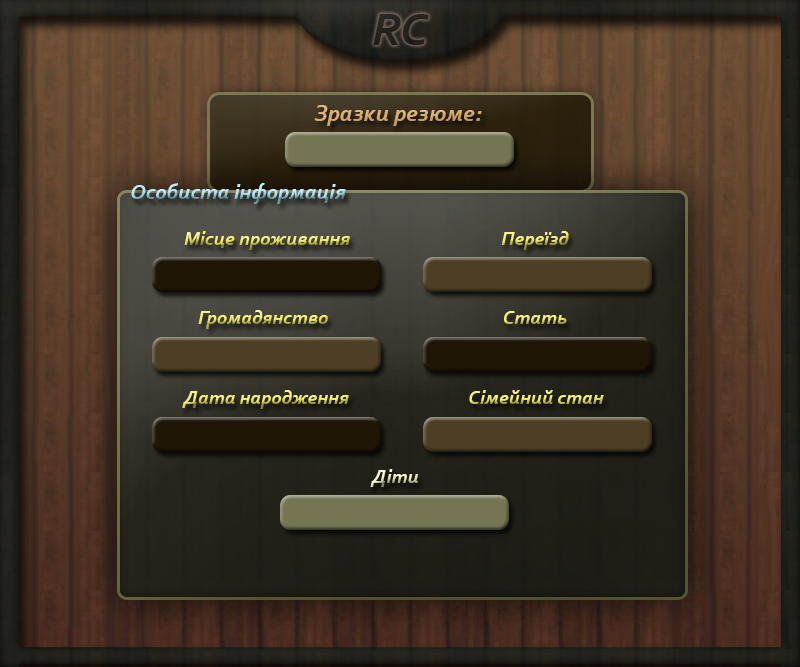 RC
Зразки резюме:
Особиста інформація
Місце проживання
Переїзд
Громадянство
Стать
Дата народження
Сімейний стан
Діти